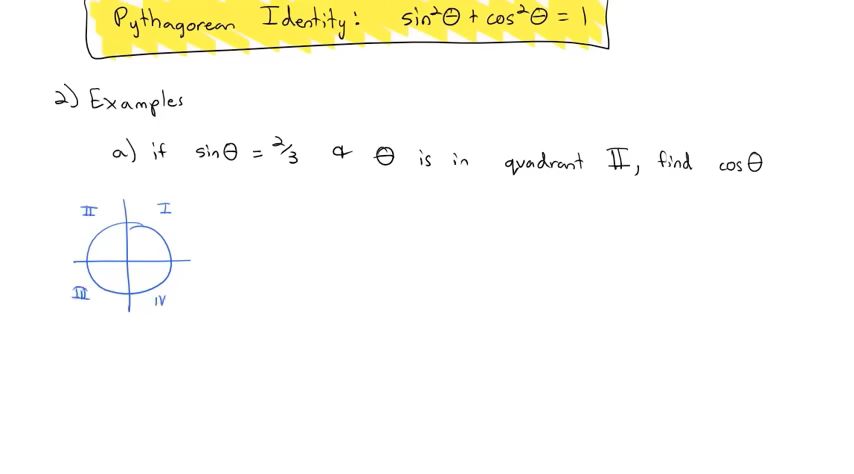 Pythagorean Identity: sin²θ + cos²θ = 1
2) Examples
a) if sinθ = 2/3 & θ is in quadrant II, find cosθ
II I
III IV